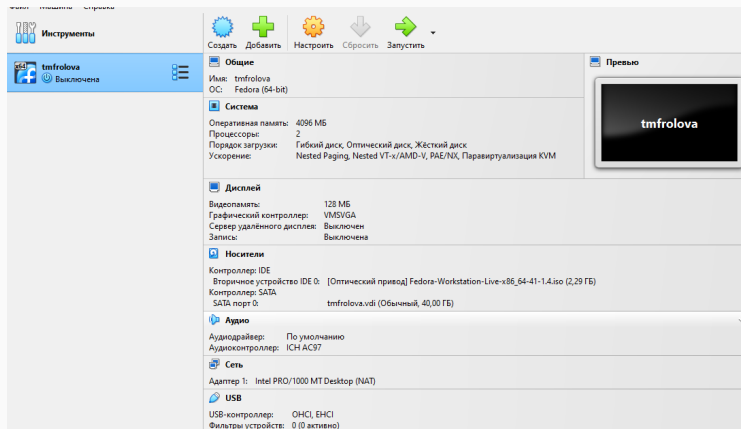 Файл Машина Справка
Инструменты
Создать Добавить Настроить Сбросить Запустить
tmfrolova
Выключена
Общие
Имя: tmfrolova
ОС: Fedora (64-bit)
Превью
tmfrolova
Система
Оперативная память: 4096 МБ
Процессоры: 2
Порядок загрузки: Гибкий диск, Оптический диск, Жёсткий диск
Ускорение: Nested Paging, Nested VT-x/AMD-V, PAE/NX, Паравиртуализация KVM
Дисплей
Видеопамять: 128 МБ
Графический контроллер: VMSVGA
Сервер удалённого дисплея: Выключен
Запись: Выключена
Носители
Контроллер: IDE
Вторичное устройство IDE 0: [Оптический привод] Fedora-Workstation-Live-x86_64-41-1.4.iso (2,29 ГБ)
Контроллер: SATA
SATA порт 0: tmfrolova.vdi (Обычный, 40,00 ГБ)
Аудио
Аудиодрайвер: По умолчанию
Аудиоконтроллер: ICH AC97
Сеть
Адаптер 1: Intel PRO/1000 MT Desktop (NAT)
USB
USB-контроллер: OHCI, EHCI
Фильтры устройств: 0 (0 активно)